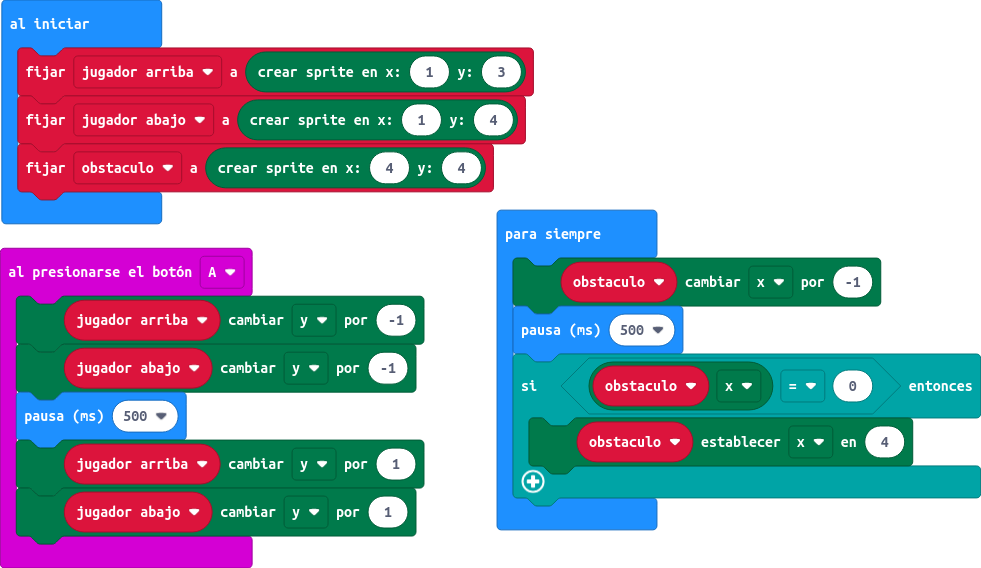 al iniciar
fijar jugador arriba a crear sprite en x: 1 y: 3
fijar jugador abajo a crear sprite en x: 1 y: 4
fijar obstaculo a crear sprite en x: 4 y: 4
al presionarse el botón A
jugador arriba cambiar y por -1
jugador abajo cambiar y por -1
pausa (ms) 500
jugador arriba cambiar y por 1
jugador abajo cambiar y por 1
para siempre
obstaculo cambiar x por -1
pausa (ms) 500
si obstaculo x = 0 entonces
obstaculo establecer x en 4